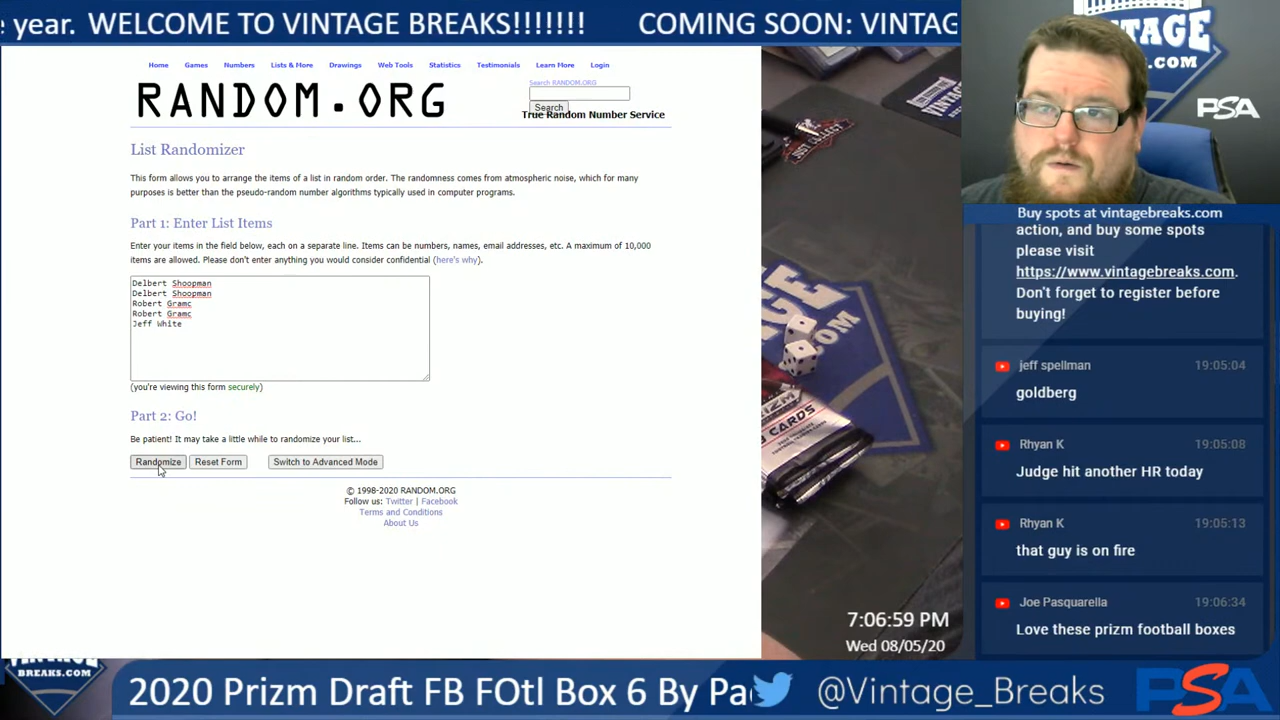 e year. WELCOME TO VINTAGE BREAKS!!!!!!! COMING SOON: VINTAG
Home Games Numbers Lists & More Drawings Web Tools Statistics Testimonials Learn More Login
RANDOM.ORG
Search RANDOM.ORG
Search
True Random Number Service
List Randomizer
This form allows you to arrange the items of a list in random order. The randomness comes from atmospheric noise, which for many
purposes is better than the pseudo-random number algorithms typically used in computer programs.
Part 1: Enter List Items
Enter your items in the field below, each on a separate line. Items can be numbers, names, email addresses, etc. A maximum of 10,000
items are allowed. Please don't enter anything you would consider confidential (here's why).
Delbert Shoopman
Delbert Shoopman
Robert Gramc
Robert Gramc
Jeff White
(you're viewing this form securely)
Part 2: Go!
Be patient! It may take a little while to randomize your list...
Randomize Reset Form Switch to Advanced Mode
© 1998-2020 RANDOM.ORG
Follow us: Twitter | Facebook
Terms and Conditions
About Us
JUST COLLECT
VINTAGE
.COM
PSA
Buy spots at vintagebreaks.com
action, and buy some spots
please visit
https://www.vintagebreaks.com.
Don't forget to register before
buying!
jeff spellman 19:05:04
goldberg
Rhyan K 19:05:08
Judge hit another HR today
Rhyan K 19:05:13
that guy is on fire
Joe Pasquarella 19:06:34
Love these prizm football boxes
7:06:59 PM
Wed 08/05/20
BREAKS.COM
2020 Prizm Draft FB FOtl Box 6 By Pa
@Vintage_Breaks
PSA